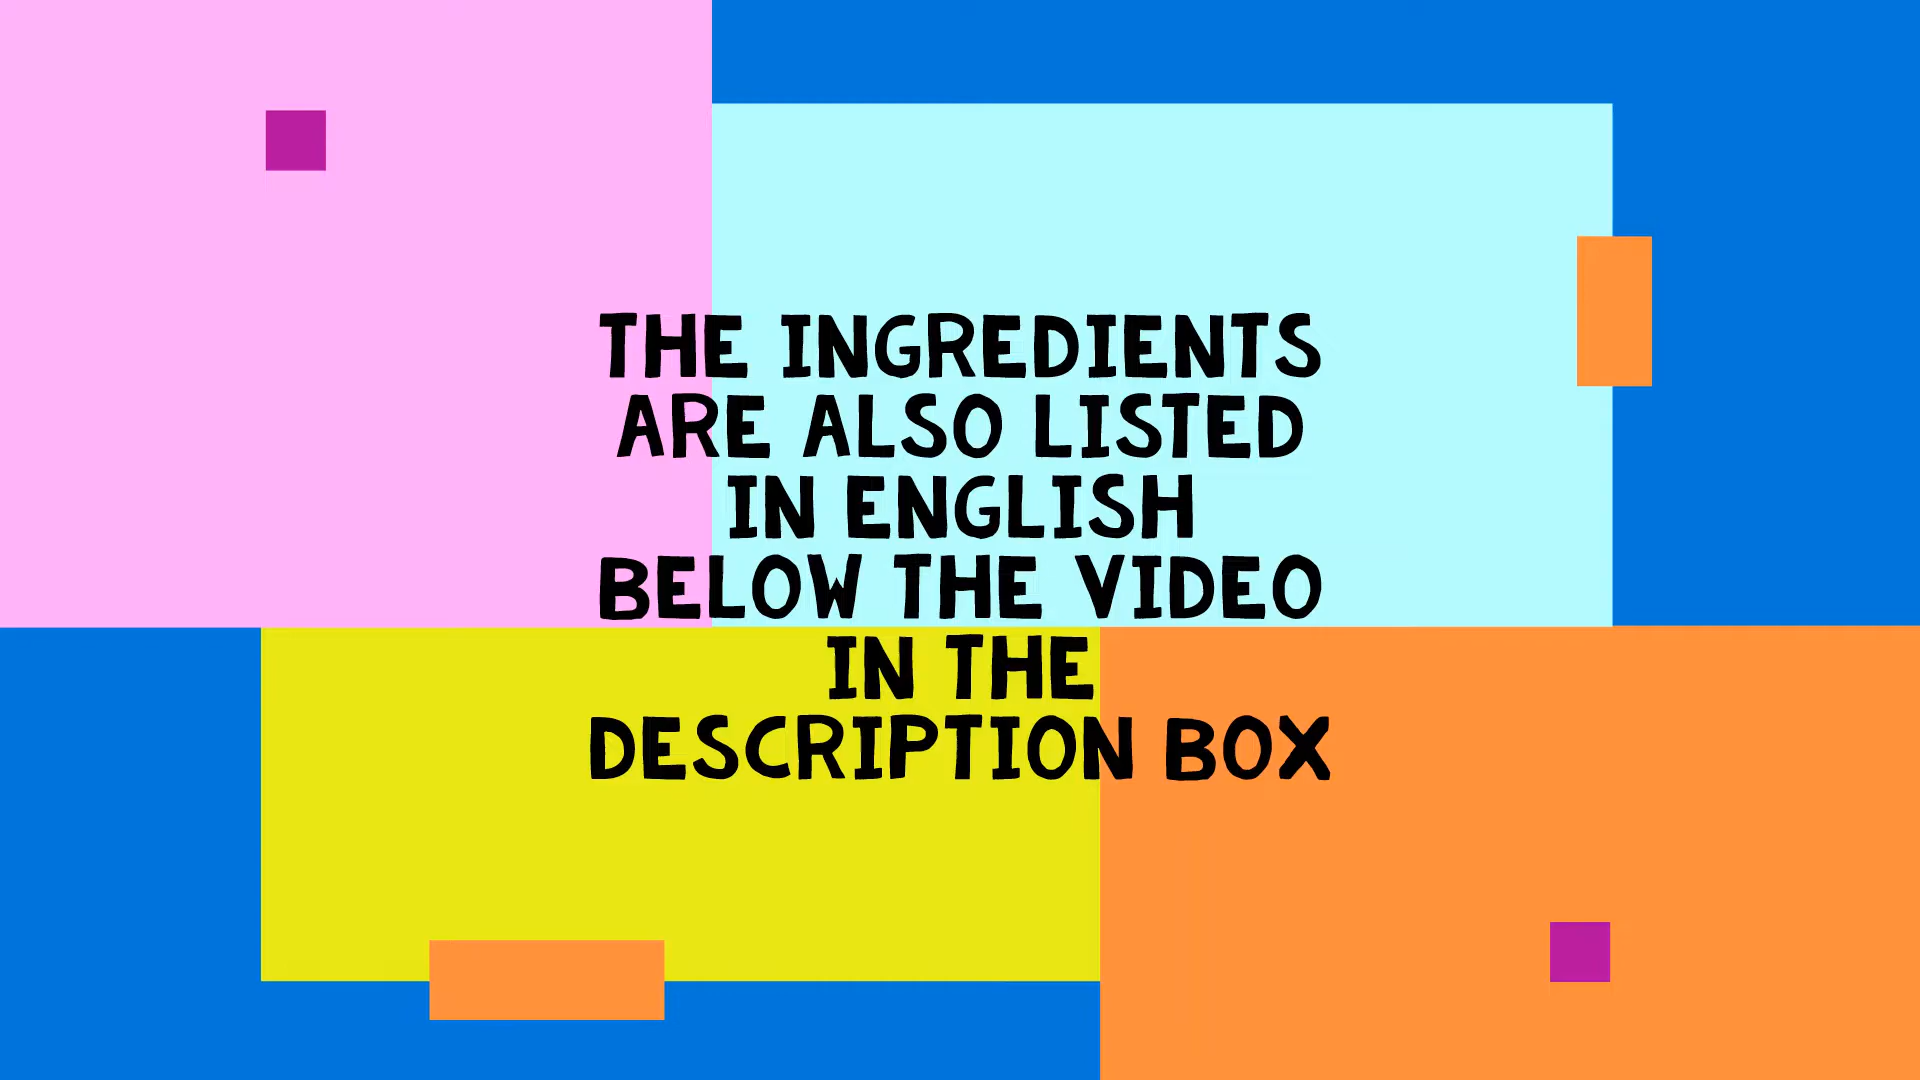 THE INGREDIENTS
ARE ALSO LISTED
IN ENGLISH
BELOW THE VIDEO
IN THE
DESCRIPTION BOX